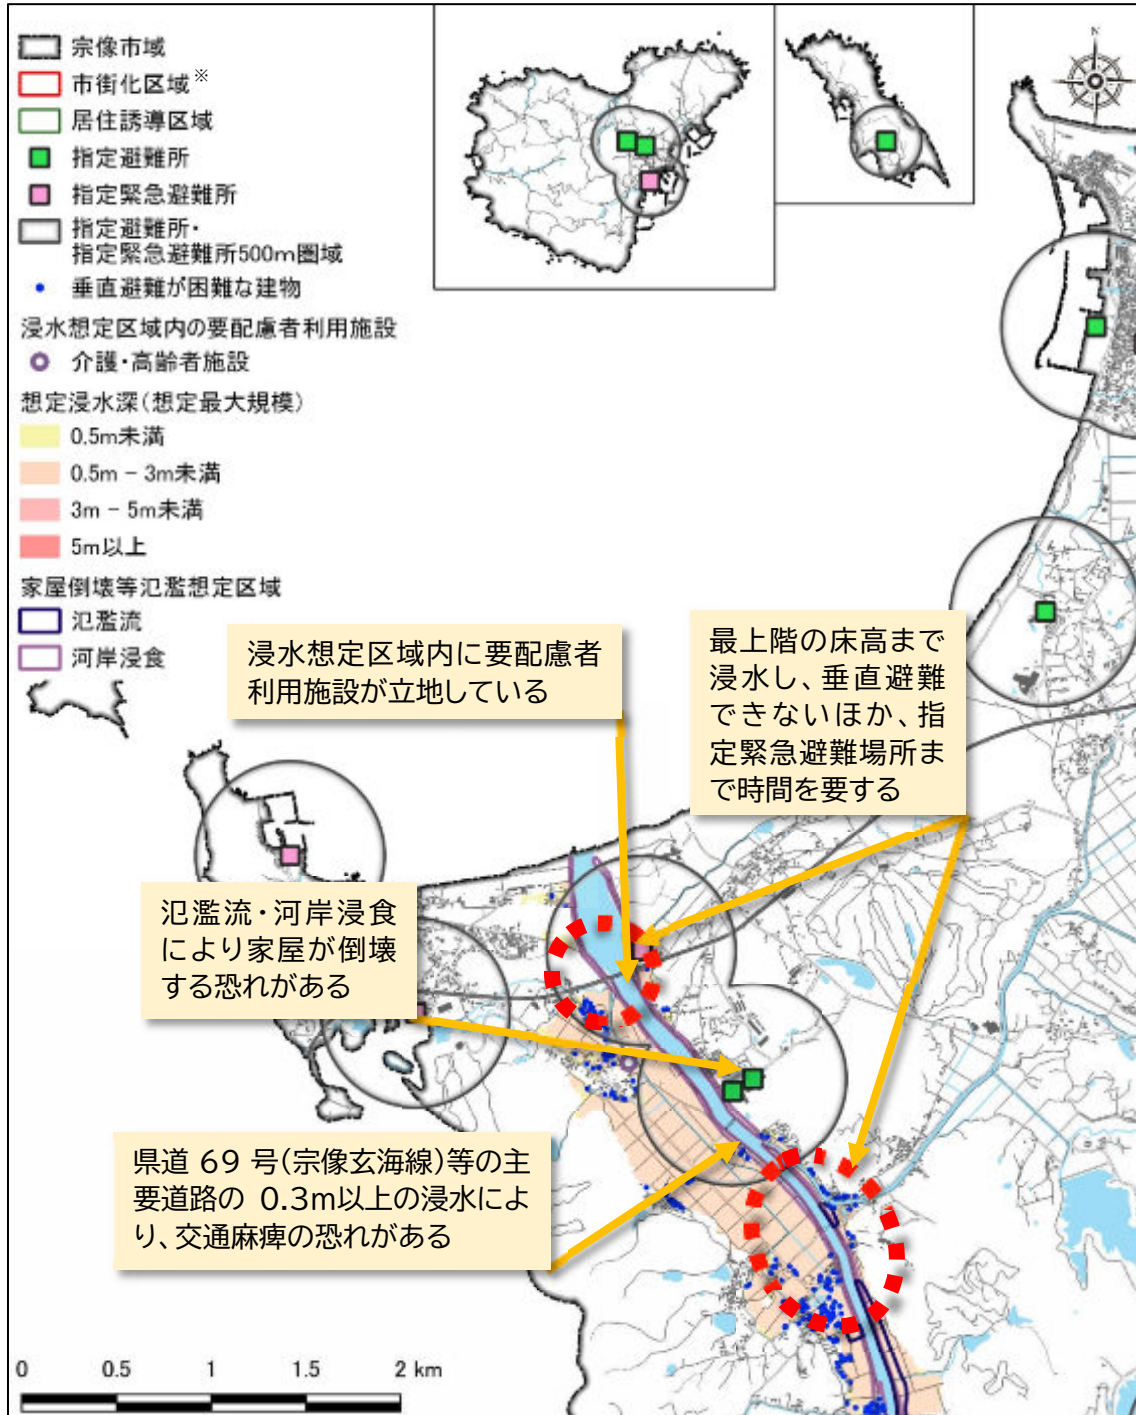 宗像市域
市街化区域※
居住誘導区域
指定避難所
指定緊急避難所
指定避難所・
指定緊急避難所500m圏域
垂直避難が困難な建物
浸水想定区域内の要配慮者利用施設
介護・高齢者施設
想定浸水深(想定最大規模)
0.5m未満
0.5m - 3m未満
3m - 5m未満
5m以上
家屋倒壊等氾濫想定区域
氾濫流
河岸浸食
N
浸水想定区域内に要配慮者
利用施設が立地している
最上階の床高まで
浸水し、垂直避難
できないほか、指
定緊急避難場所ま
で時間を要する
氾濫流・河岸浸食
により家屋が倒壊
する恐れがある
県道 69 号(宗像玄海線)等の主
要道路の 0.3m以上の浸水によ
り、交通麻痺の恐れがある
0 0.5 1 1.5 2 km